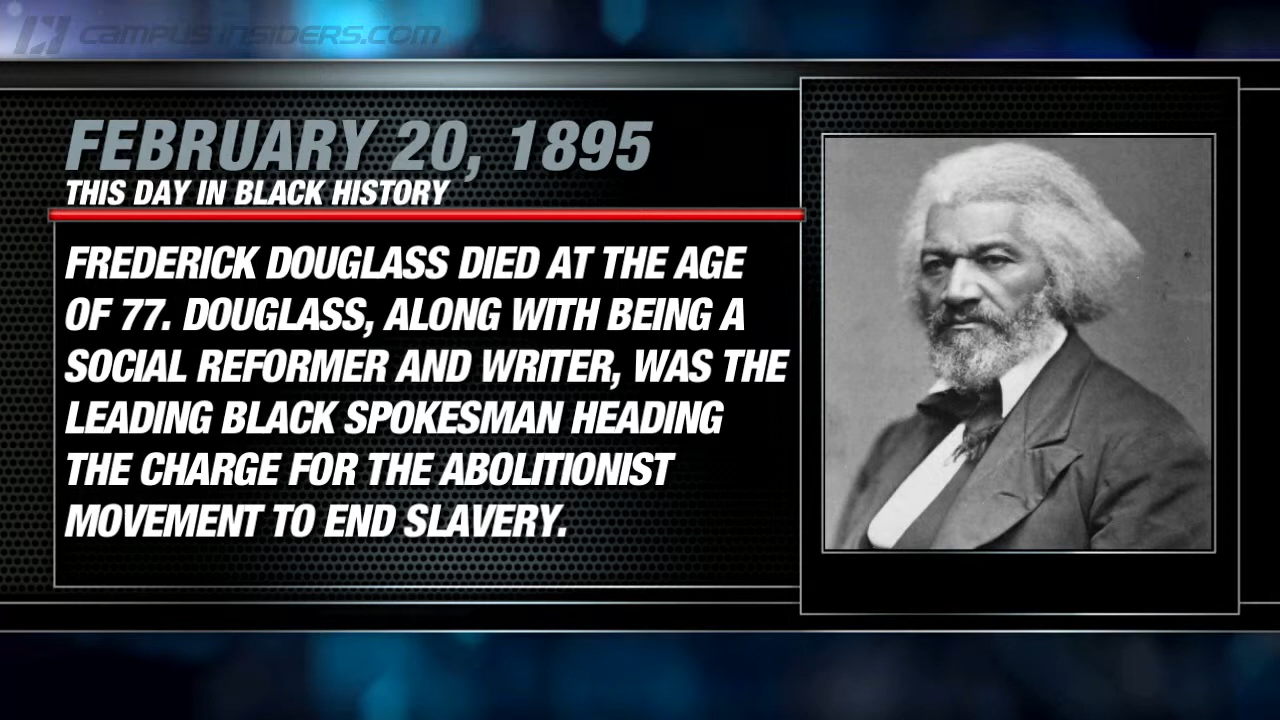 CAMPUSINSIDERS.COM
FEBRUARY 20, 1895
THIS DAY IN BLACK HISTORY
FREDERICK DOUGLASS DIED AT THE AGE
OF 77. DOUGLASS, ALONG WITH BEING A
SOCIAL REFORMER AND WRITER, WAS THE
LEADING BLACK SPOKESMAN HEADING
THE CHARGE FOR THE ABOLITIONIST
MOVEMENT TO END SLAVERY.